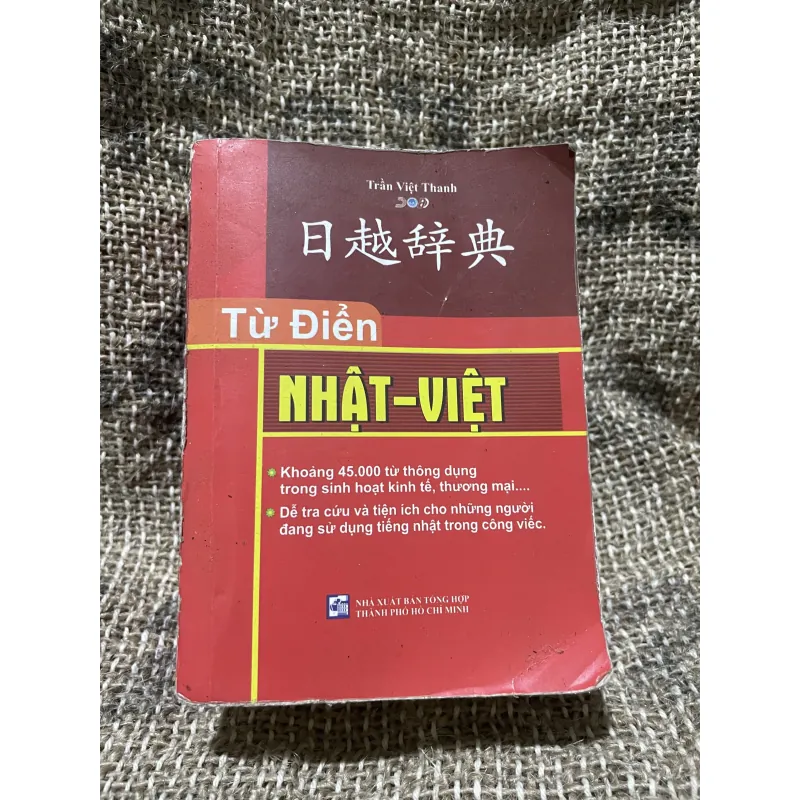 Trần Việt Thanh
日越辞典
Từ Điển
NHẬT-VIỆT
Khoảng 45.000 từ thông dụng
trong sinh hoạt kinh tế, thương mại....
Dễ tra cứu và tiện ích cho những người
đang sử dụng tiếng nhật trong công viếc.
NHÀ XUẤT BẢN TỔNG HỢP
THÀNH PHỐ HỒ CHÍ MINH